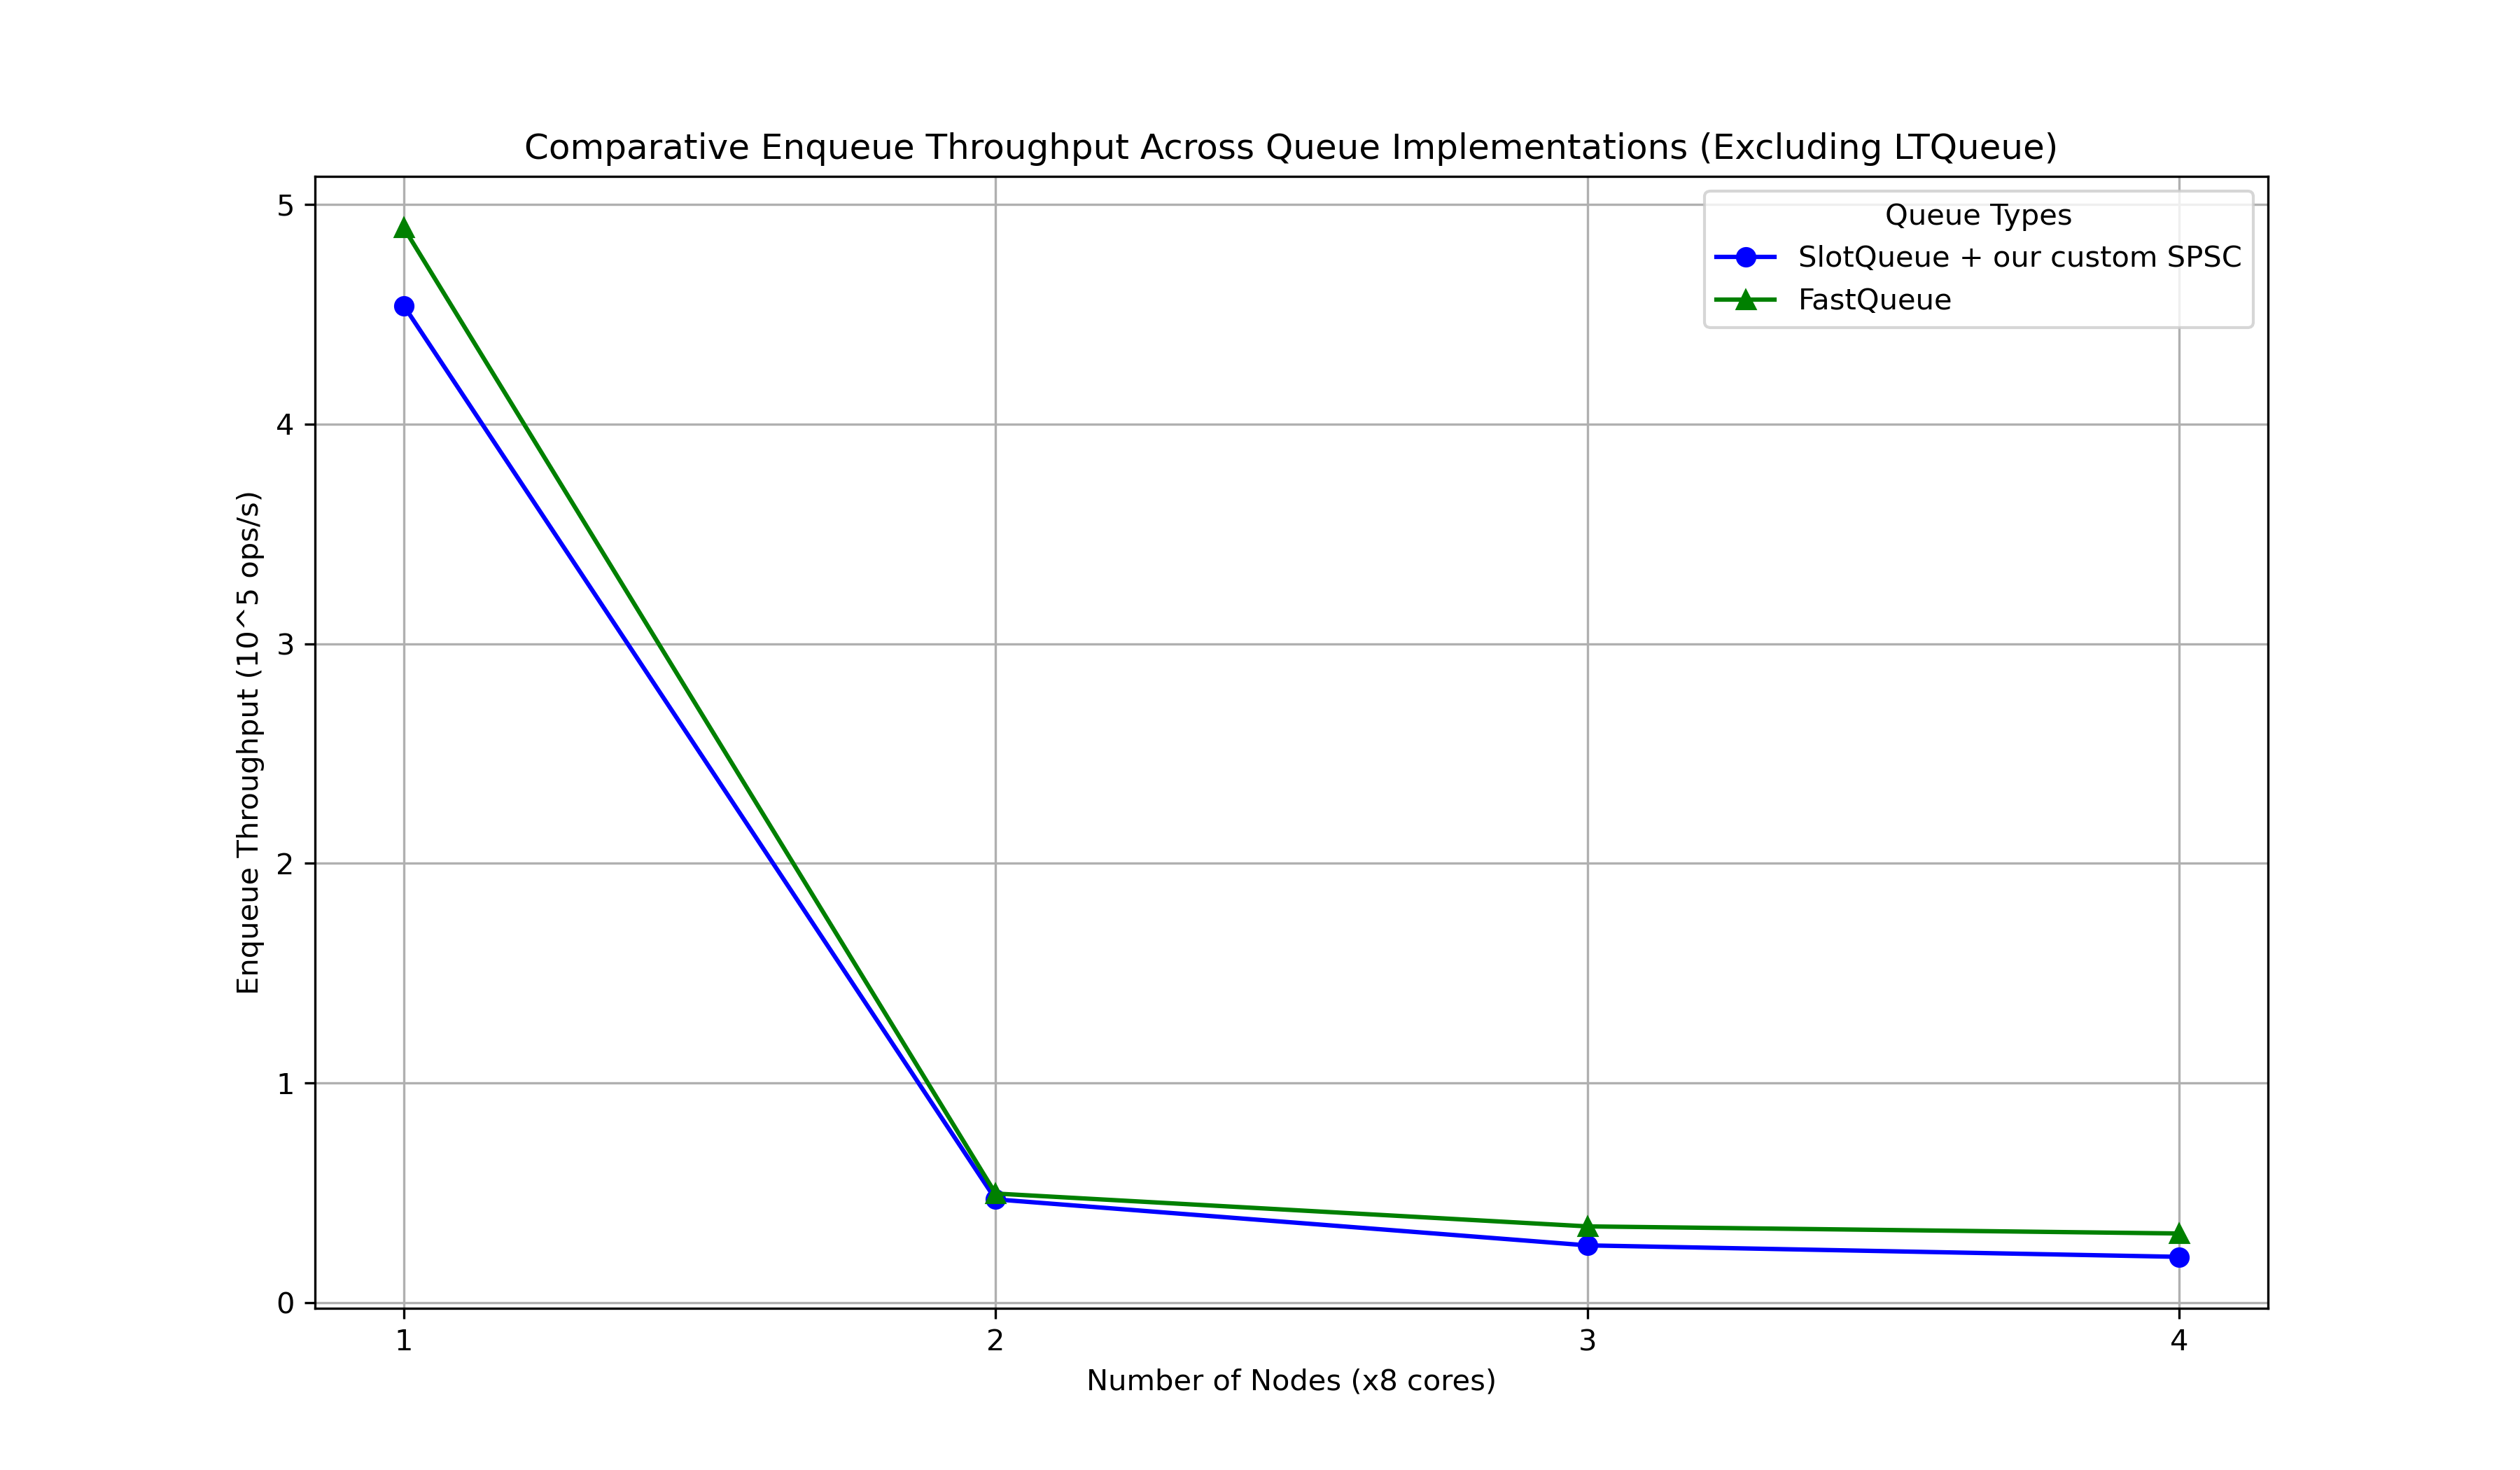 Comparative Enqueue Throughput Across Queue Implementations (Excluding LTQueue)
Queue Types
SlotQueue + our custom SPSC
FastQueue
Enqueue Throughput (10^5 ops/s)
5
4
3
2
1
0
1 2 3 4
Number of Nodes (x8 cores)